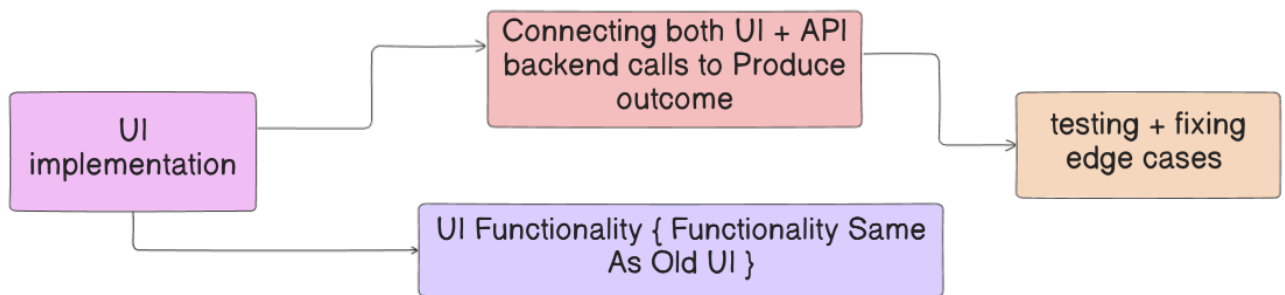 UI
implementation
Connecting both UI + API
backend calls to Produce
outcome
testing + fixing
edge cases
UI Functionality { Functionality Same
As Old UI }